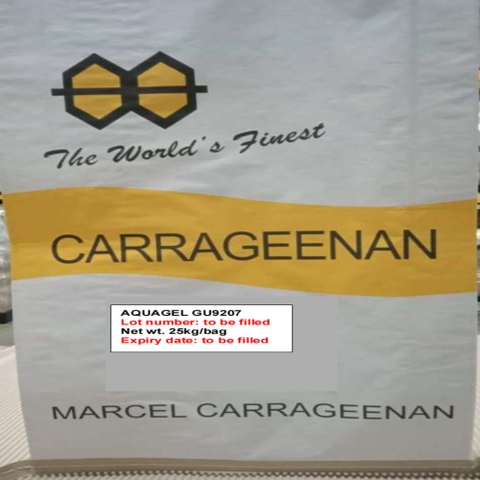 The World's Finest
CARRAGEENAN
AQUAGEL GU9207
Lot number: to be filled
Net wt. 25kg/bag
Expiry date: to be filled
MARCEL CARRAGEENAN